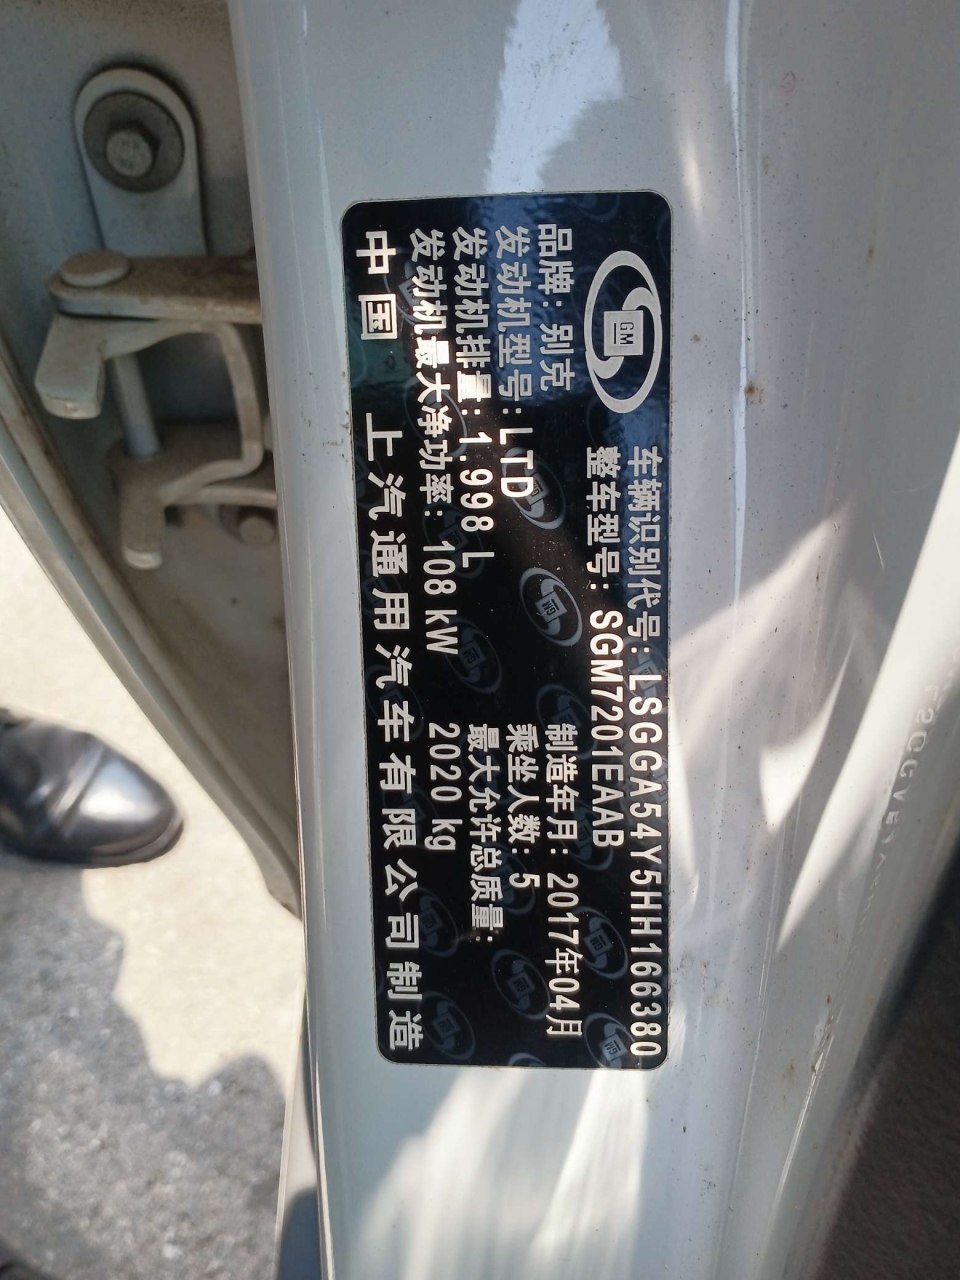 GM
车辆识别代号: LSGGA54Y5HH166380
整车型号: SGM7201EAAB
品牌: 别克
制造年月: 2017年04月
发动机型号: LTD
乘坐人数: 5
发动机排量: 1.998 L
最大允许总质量:
发动机最大净功率: 108 kW
2020 kg
中国 上汽通用汽车有限公司制造